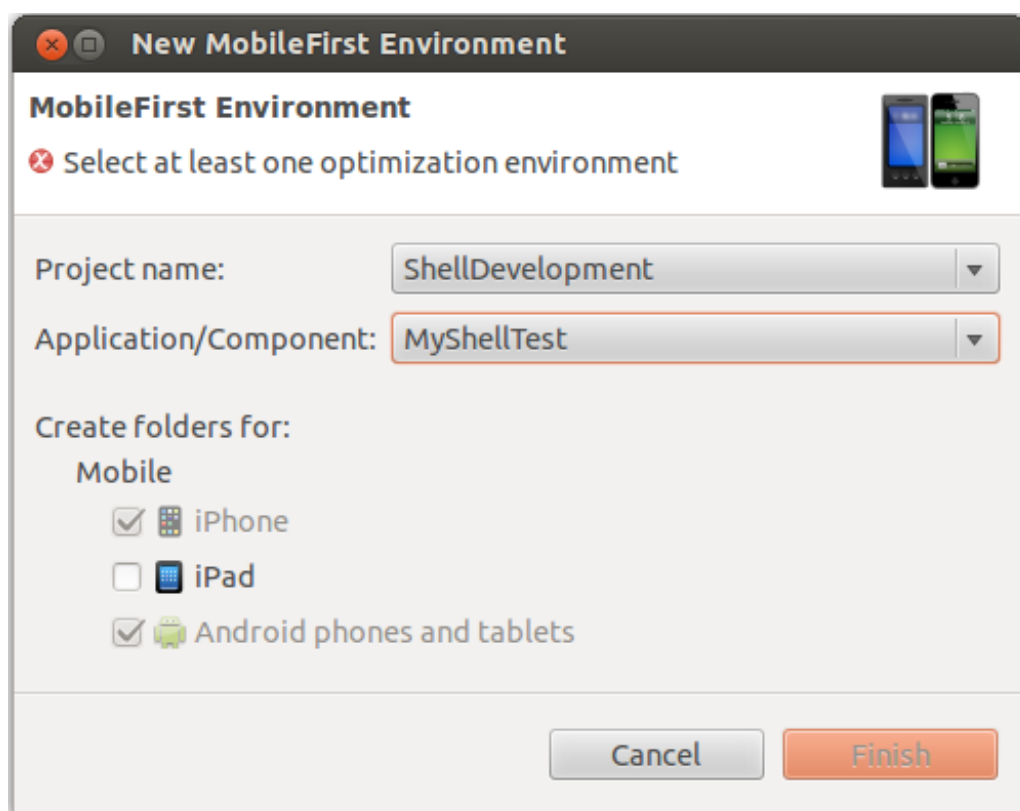 New MobileFirst Environment
MobileFirst Environment
Select at least one optimization environment
Project name: ShellDevelopment
Application/Component: MyShellTest
Create folders for:
Mobile
iPhone
iPad
Android phones and tablets
Cancel Finish